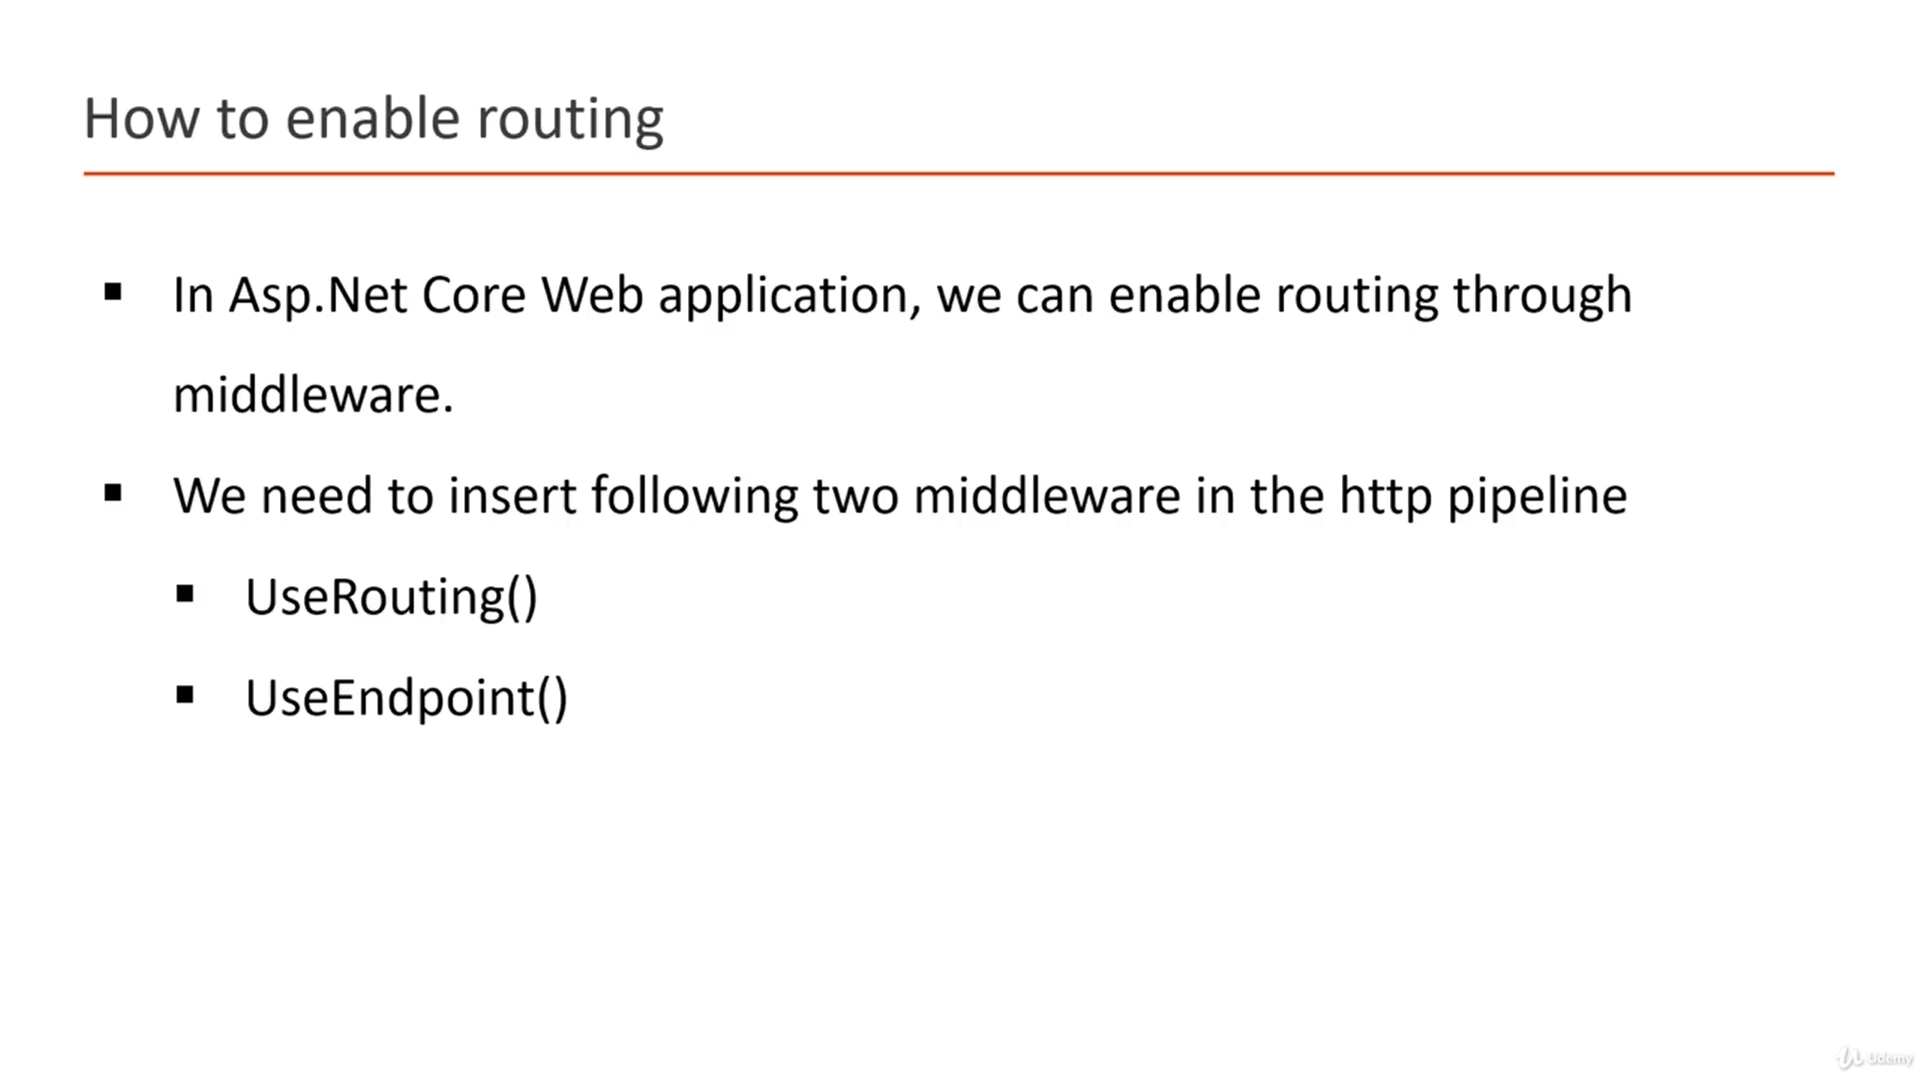 How to enable routing
▪ In Asp.Net Core Web application, we can enable routing through
middleware.
▪ We need to insert following two middleware in the http pipeline
▪ UseRouting()
▪ UseEndpoint()
Udemy